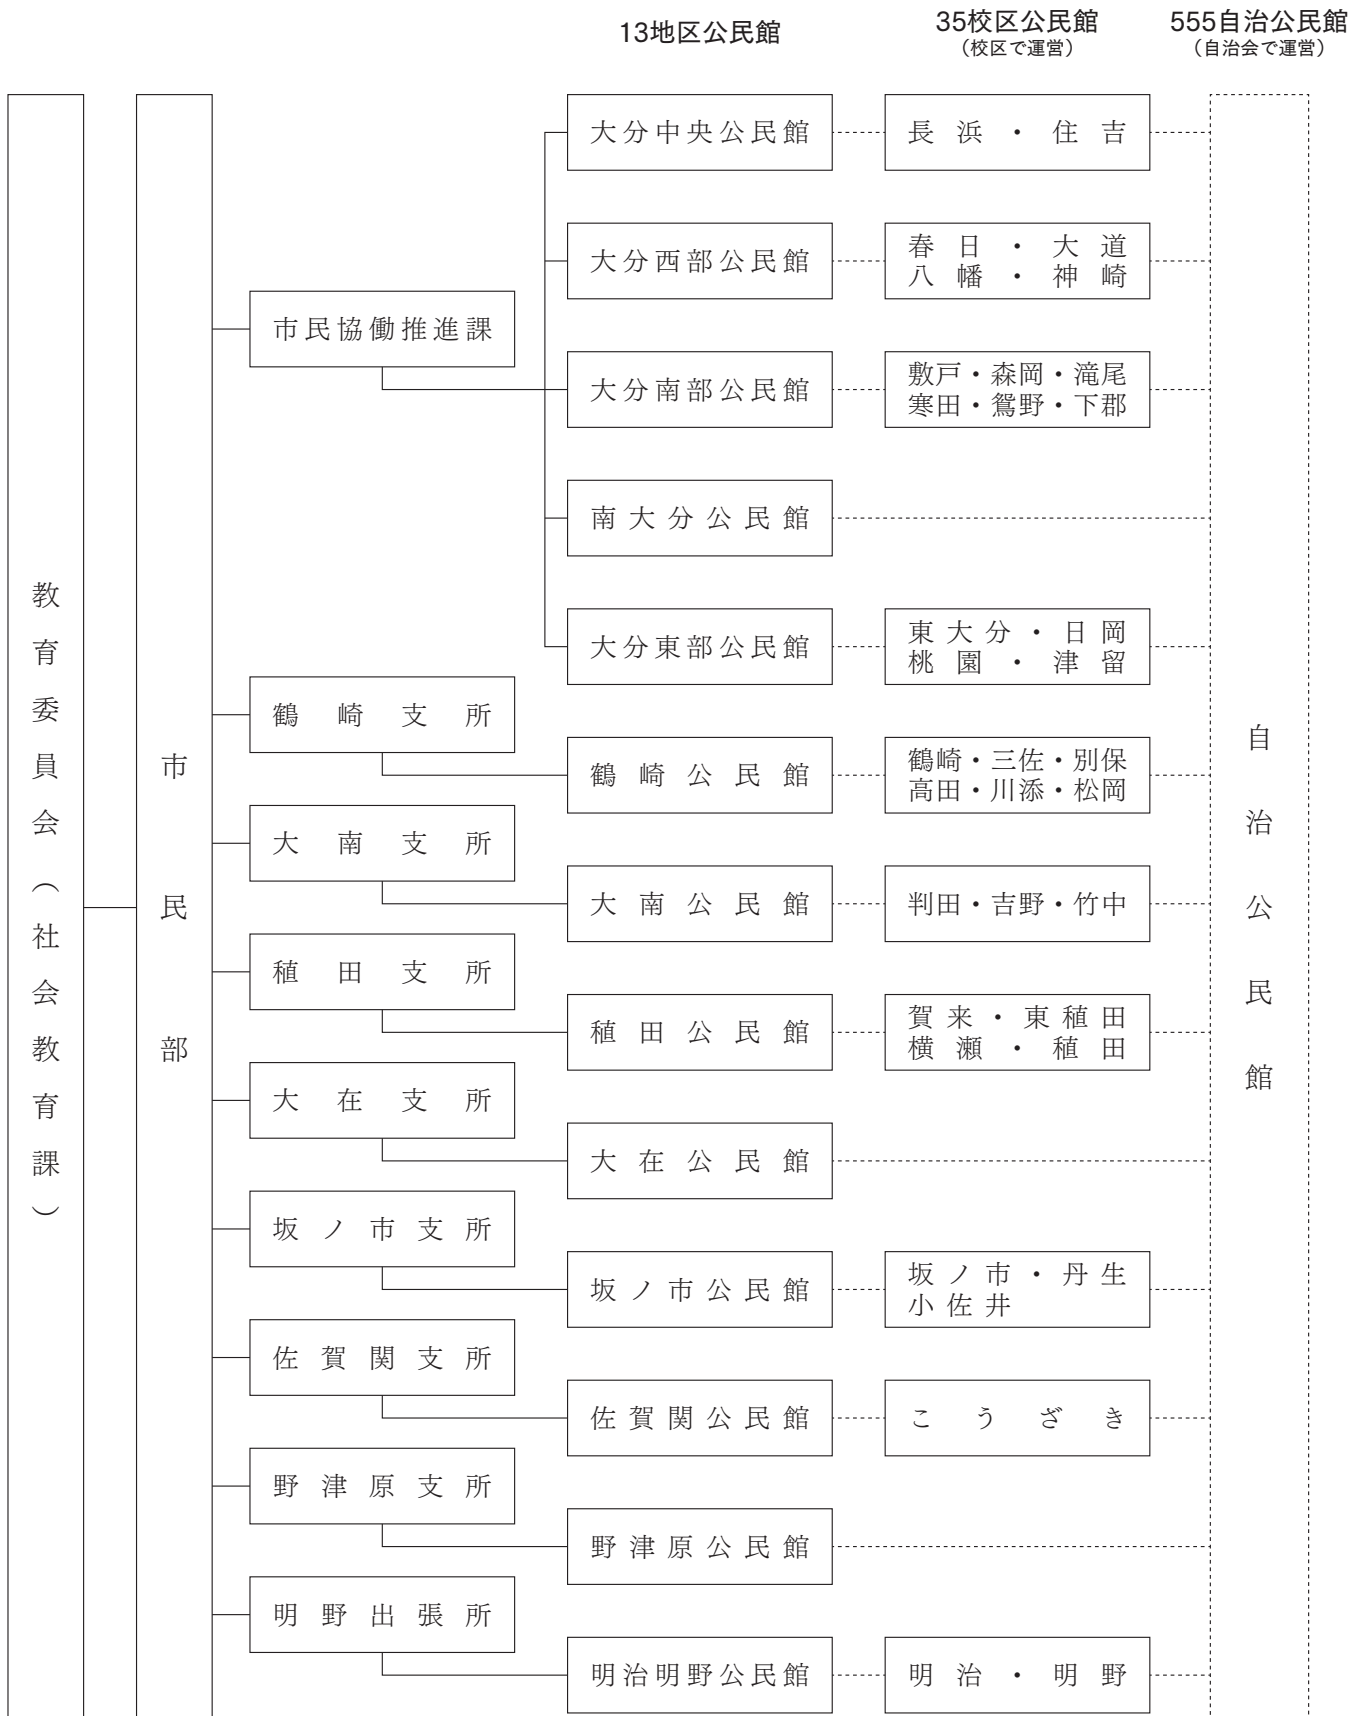 13地区公民館
35校区公民館
（校区で運営）
555自治公民館
（自治会で運営）
教育委員会（社会教育課）
市民部
市民協働推進課
大分中央公民館
長浜・住吉
大分西部公民館
春日・大道
八幡・神崎
大分南部公民館
敷戸・森岡・滝尾
寒田・鴛野・下郡
南大分公民館
大分東部公民館
東大分・日岡
桃園・津留
鶴崎支所
鶴崎公民館
鶴崎・三佐・別保
高田・川添・松岡
大南支所
大南公民館
判田・吉野・竹中
稙田支所
稙田公民館
賀来・東稙田
横瀬・稙田
大在支所
大在公民館
坂ノ市支所
坂ノ市公民館
坂ノ市・丹生
小佐井
佐賀関支所
佐賀関公民館
こうざき
野津原支所
野津原公民館
明野出張所
明治明野公民館
明治・明野
自治公民館